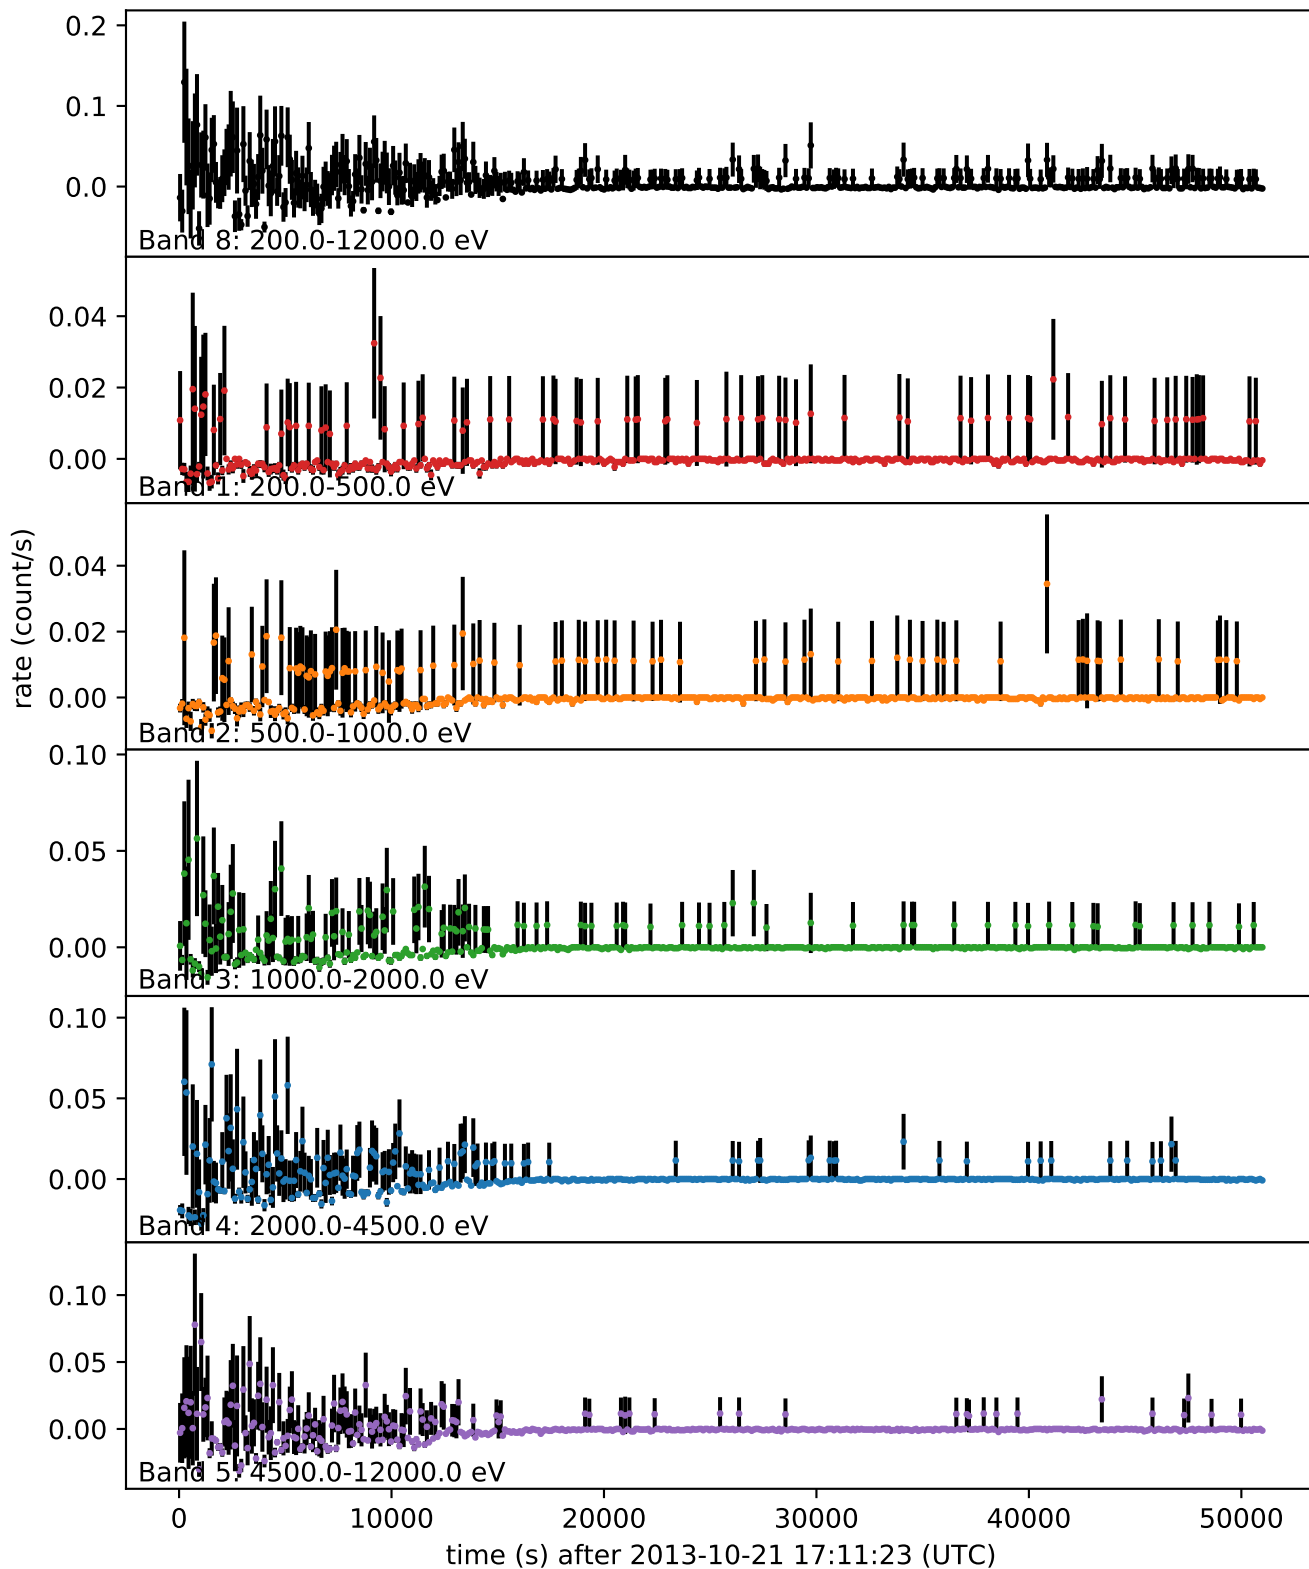 0.2
0.1
0.0
Band 8: 200.0-12000.0 eV
0.04
0.02
0.00
Band 1: 200.0-500.0 eV
0.04
0.02
0.00
Band 2: 500.0-1000.0 eV
rate (count/s)
0.10
0.05
0.00
Band 3: 1000.0-2000.0 eV
0.10
0.05
0.00
Band 4: 2000.0-4500.0 eV
0.10
0.05
0.00
Band 5: 4500.0-12000.0 eV
0 10000 20000 30000 40000 50000
time (s) after 2013-10-21 17:11:23 (UTC)